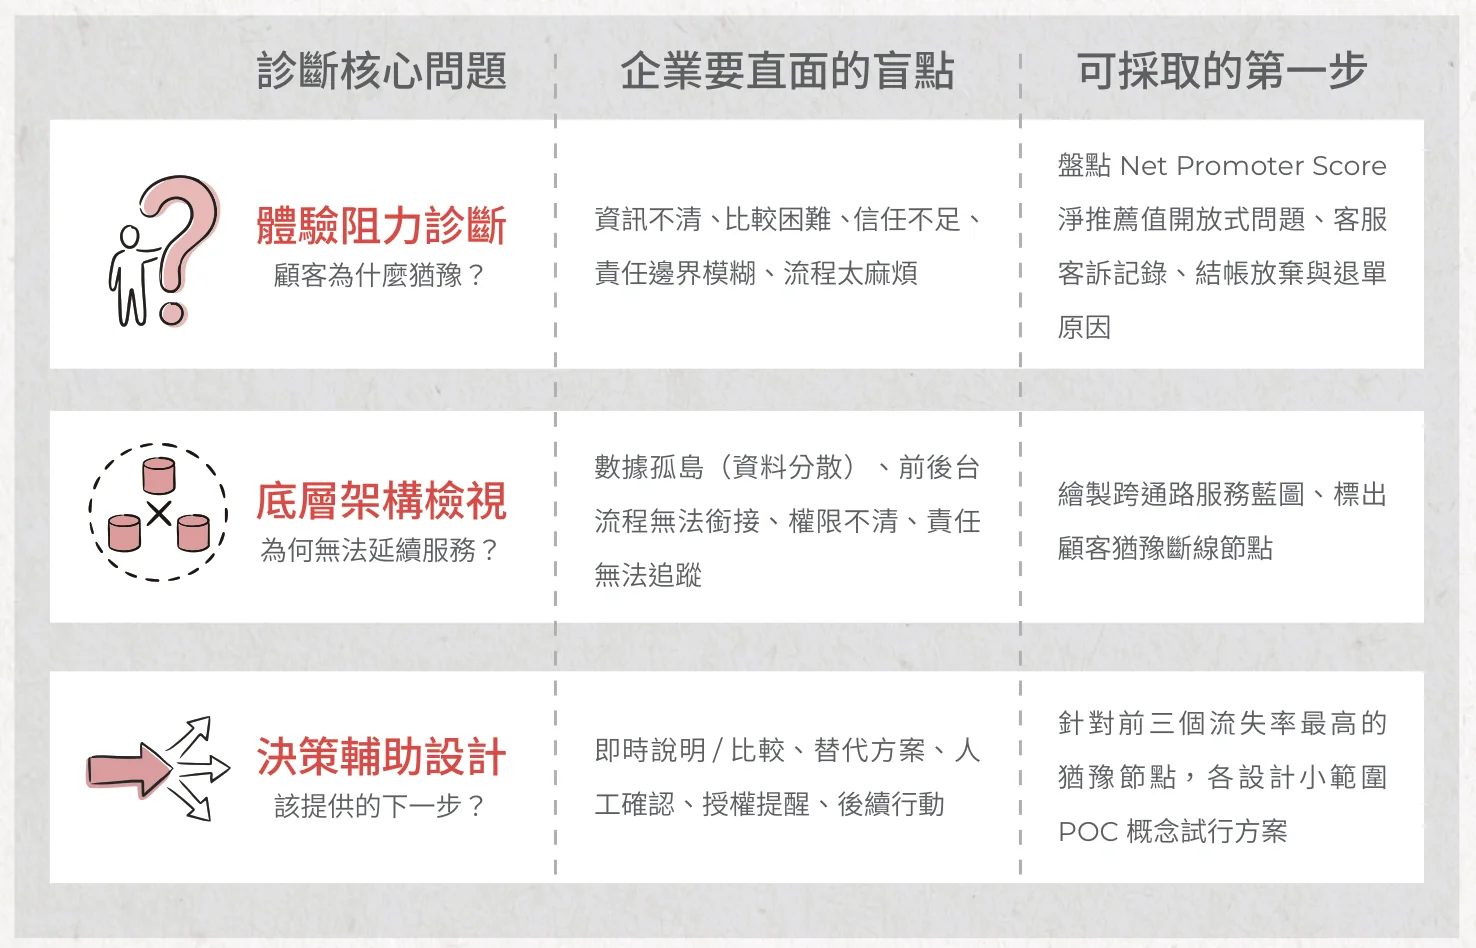 診斷核心問題
企業要直面的盲點
可採取的第一步
體驗阻力診斷
顧客為什麼猶豫？
資訊不清、比較困難、信任不足、
責任邊界模糊、流程太麻煩
盤點 Net Promoter Score
淨推薦值開放式問題、客服
客訴記錄、結帳放棄與退單
原因
底層架構檢視
為何無法延續服務？
數據孤島（資料分散）、前後台
流程無法銜接、權限不清、責任
無法追蹤
繪製跨通路服務藍圖、標出
顧客猶豫斷線節點
決策輔助設計
該提供的下一步？
即時說明 / 比較、替代方案、人
工確認、授權提醒、後續行動
針對前三個流失率最高的
猶豫節點，各設計小範圍
POC 概念試行方案